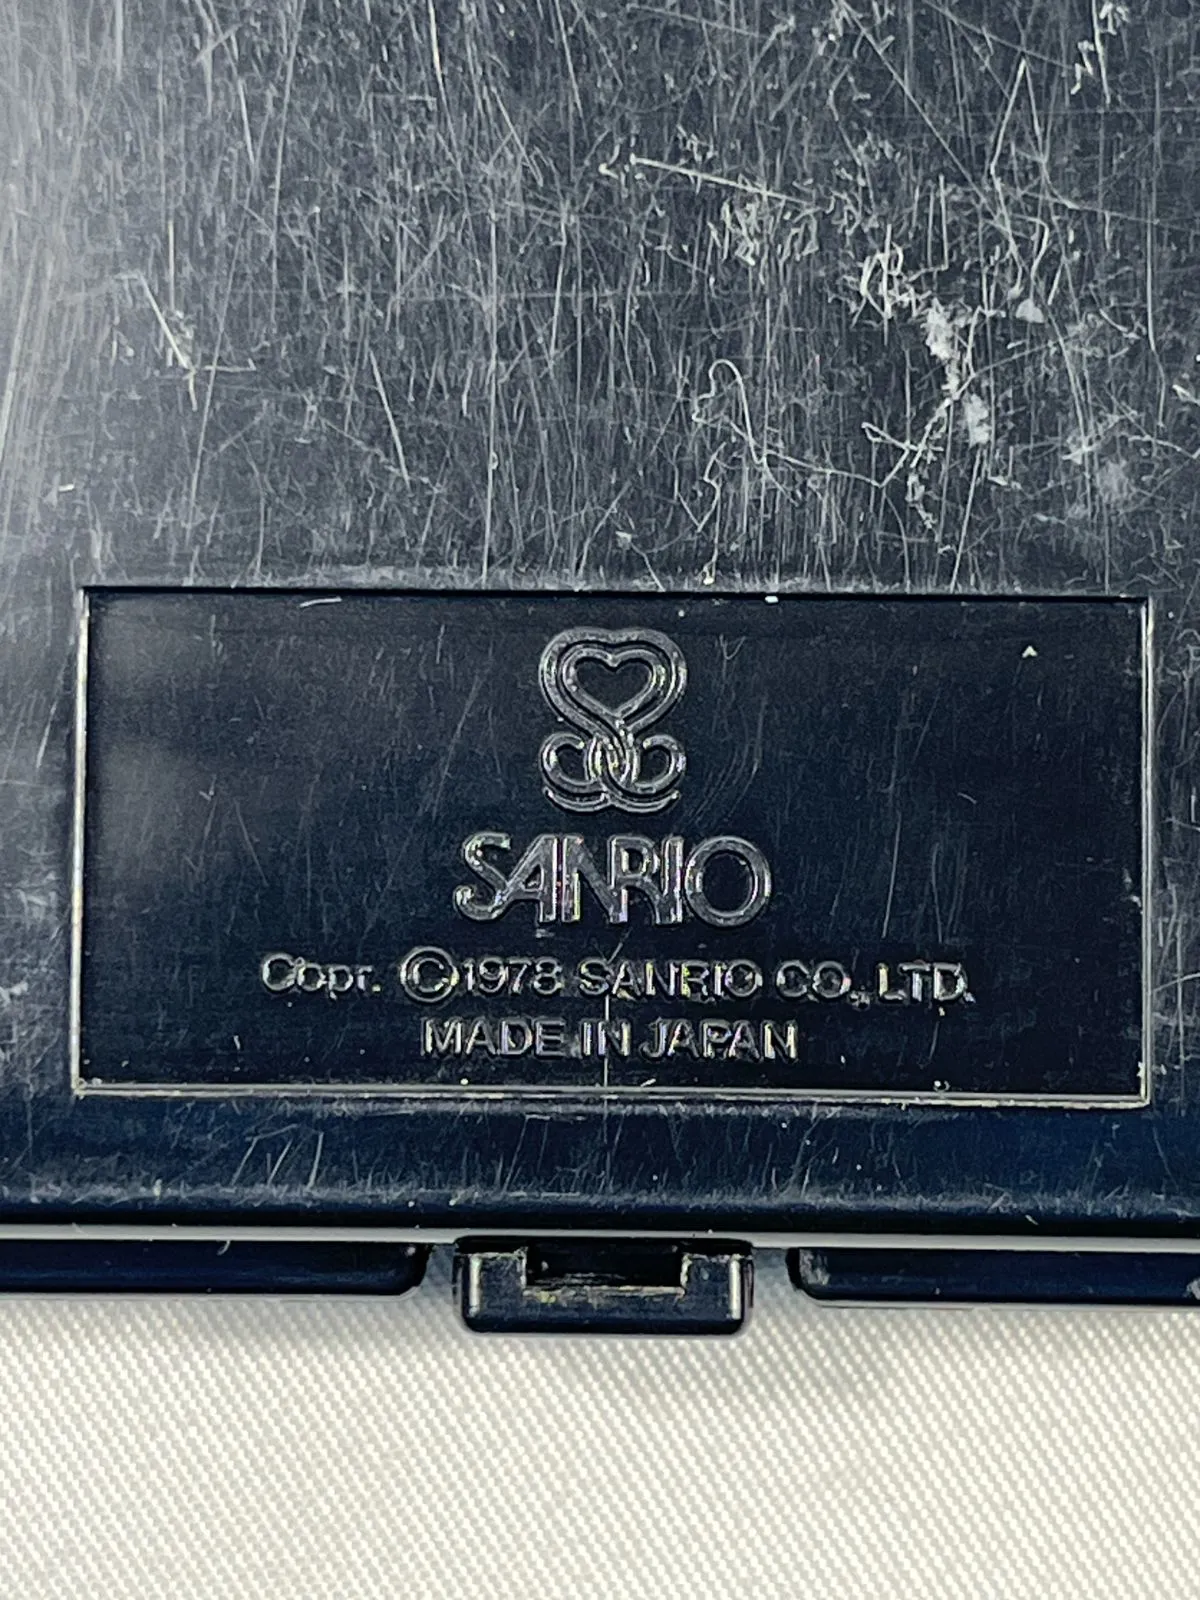 SANRIO
Copr. ©1978 SANRIO CO., LTD.
MADE IN JAPAN